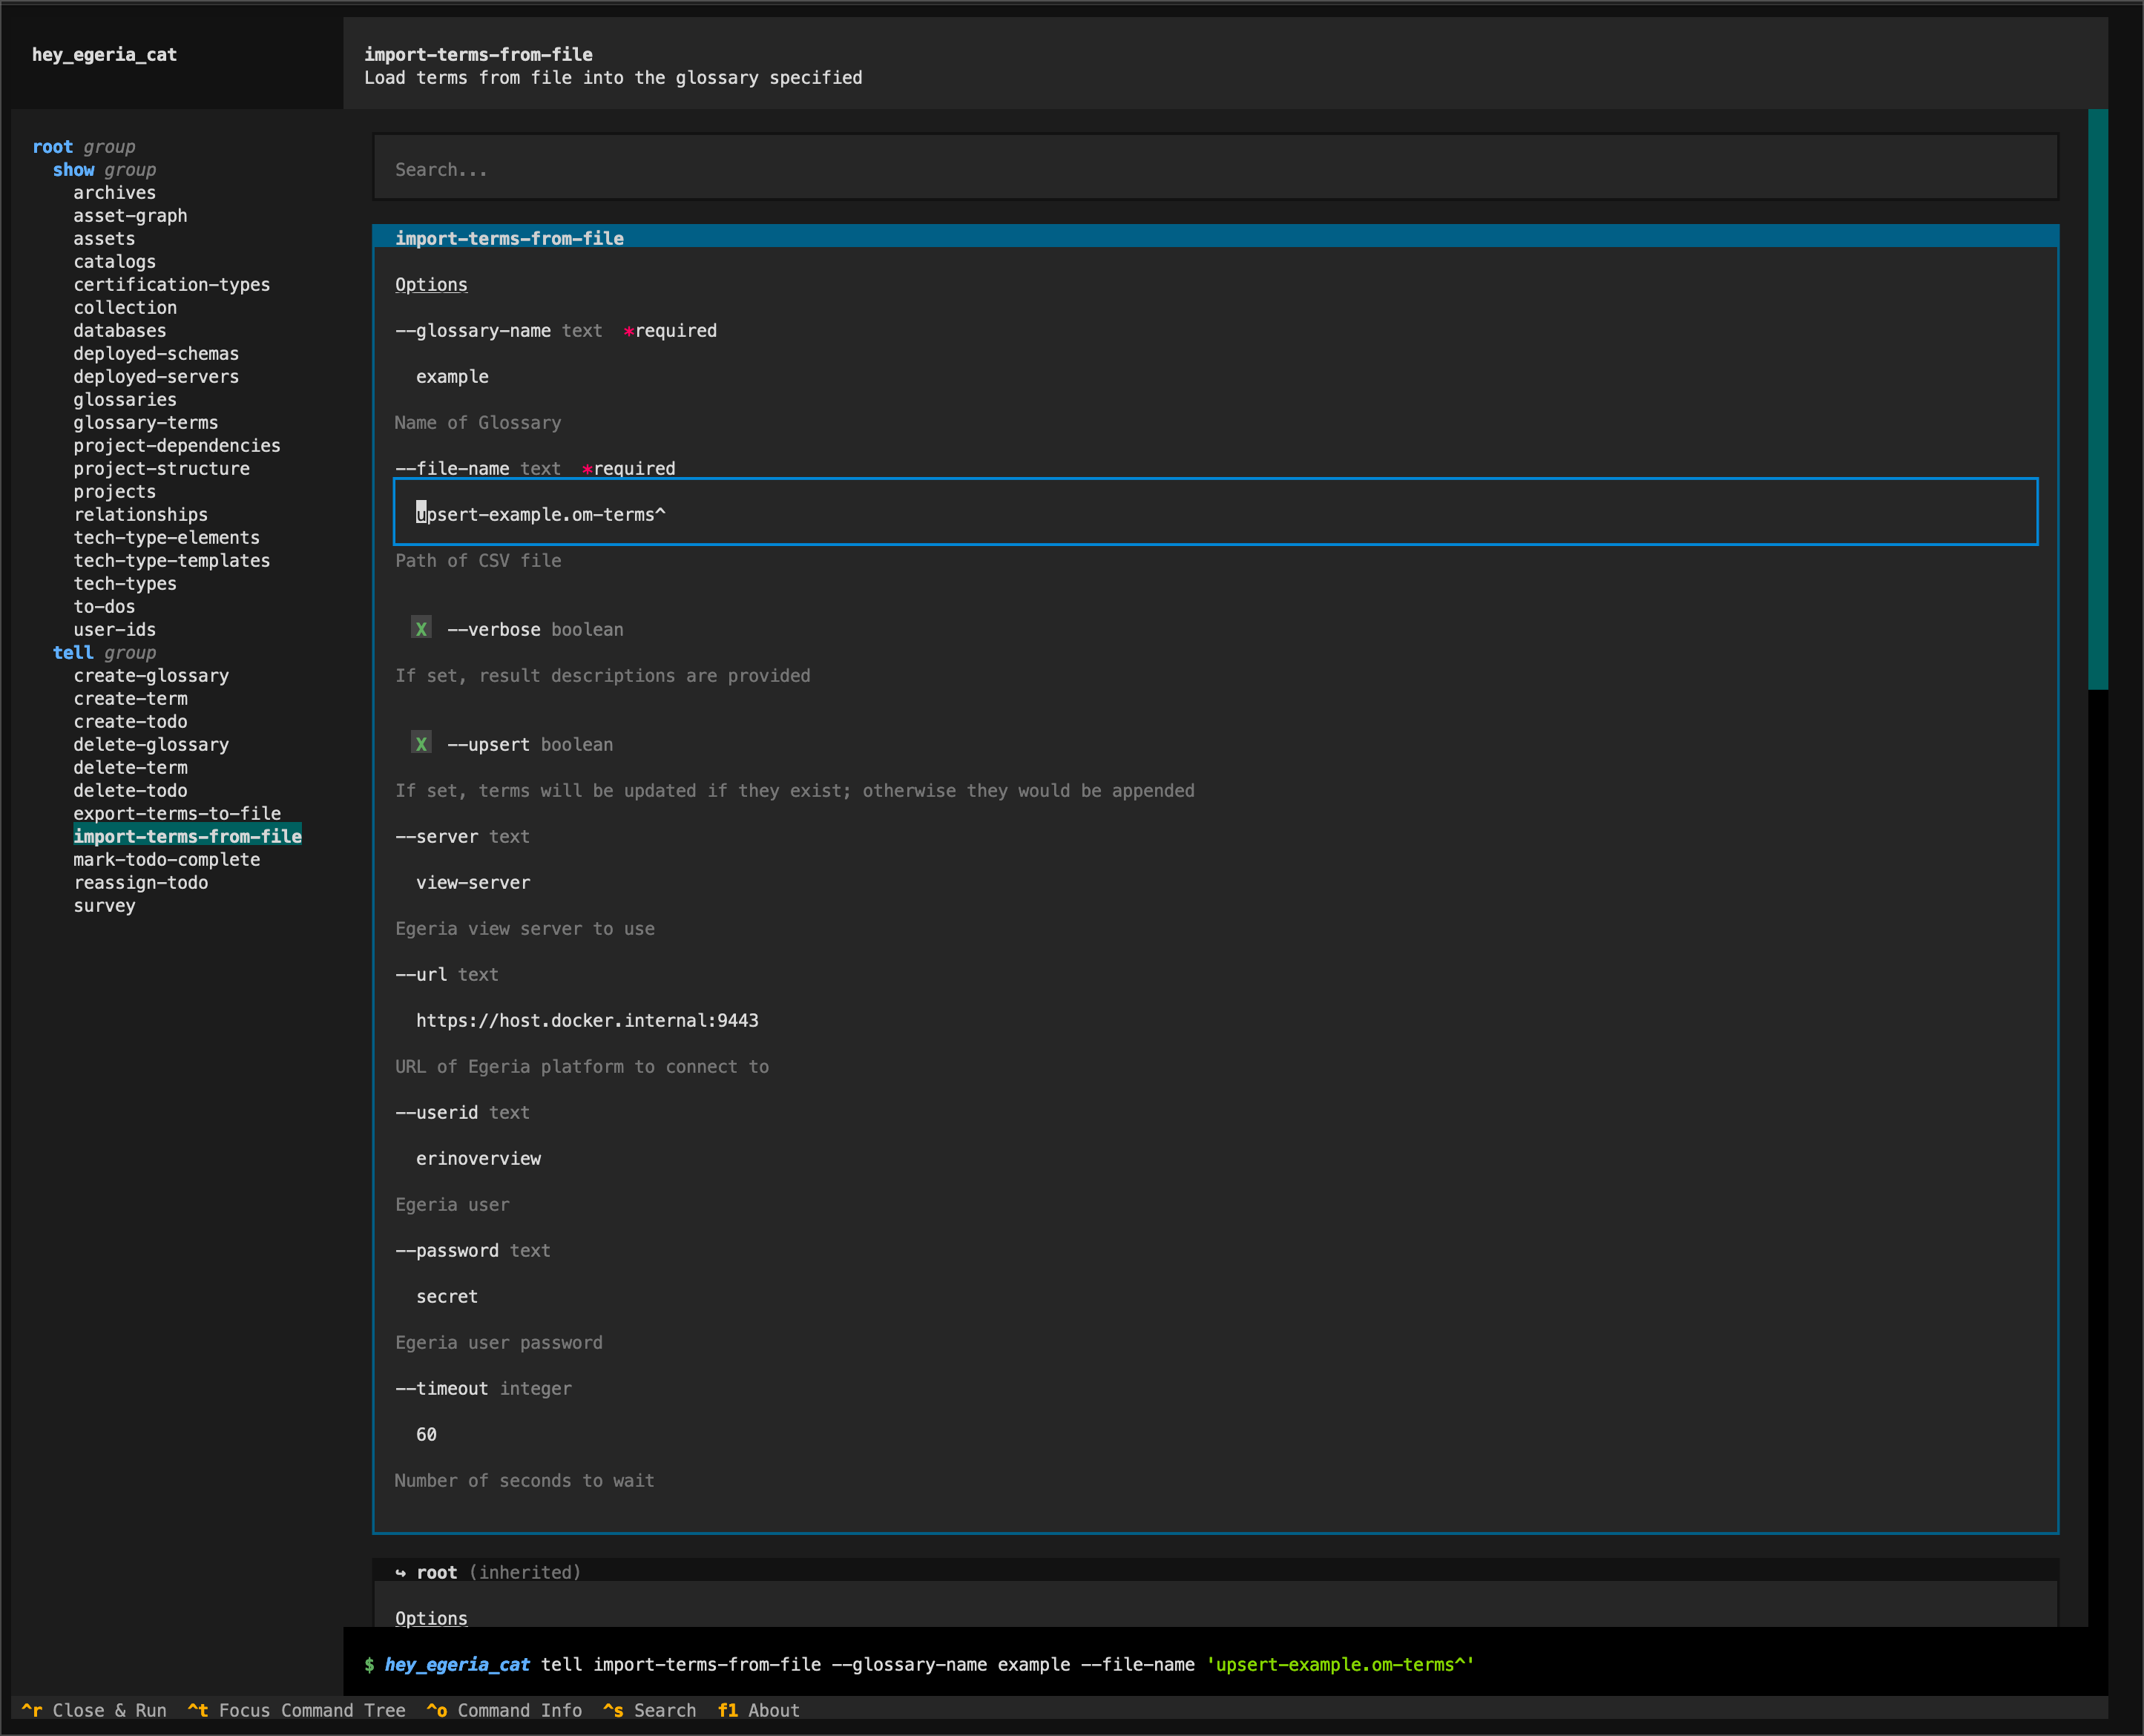 hey_egeria_cat
import-terms-from-file
Load terms from file into the glossary specified
root group
show group
archives
asset-graph
assets
catalogs
certification-types
collection
databases
deployed-schemas
deployed-servers
glossaries
glossary-terms
project-dependencies
project-structure
projects
relationships
tech-type-elements
tech-type-templates
tech-types
to-dos
user-ids
tell group
create-glossary
create-term
create-todo
delete-glossary
delete-term
delete-todo
export-terms-to-file
import-terms-from-file
mark-todo-complete
reassign-todo
survey
Search...
import-terms-from-file
Options
--glossary-name text *required
example
Name of Glossary
--file-name text *required
upsert-example.om-terms^
Path of CSV file
X --verbose boolean
If set, result descriptions are provided
X --upsert boolean
If set, terms will be updated if they exist; otherwise they would be appended
--server text
view-server
Egeria view server to use
--url text
https://host.docker.internal:9443
URL of Egeria platform to connect to
--userid text
erinoverview
Egeria user
--password text
secret
Egeria user password
--timeout integer
60
Number of seconds to wait
↪ root (inherited)
Options
$ hey_egeria_cat tell import-terms-from-file --glossary-name example --file-name 'upsert-example.om-terms^'
^r Close & Run ^t Focus Command Tree ^o Command Info ^s Search f1 About